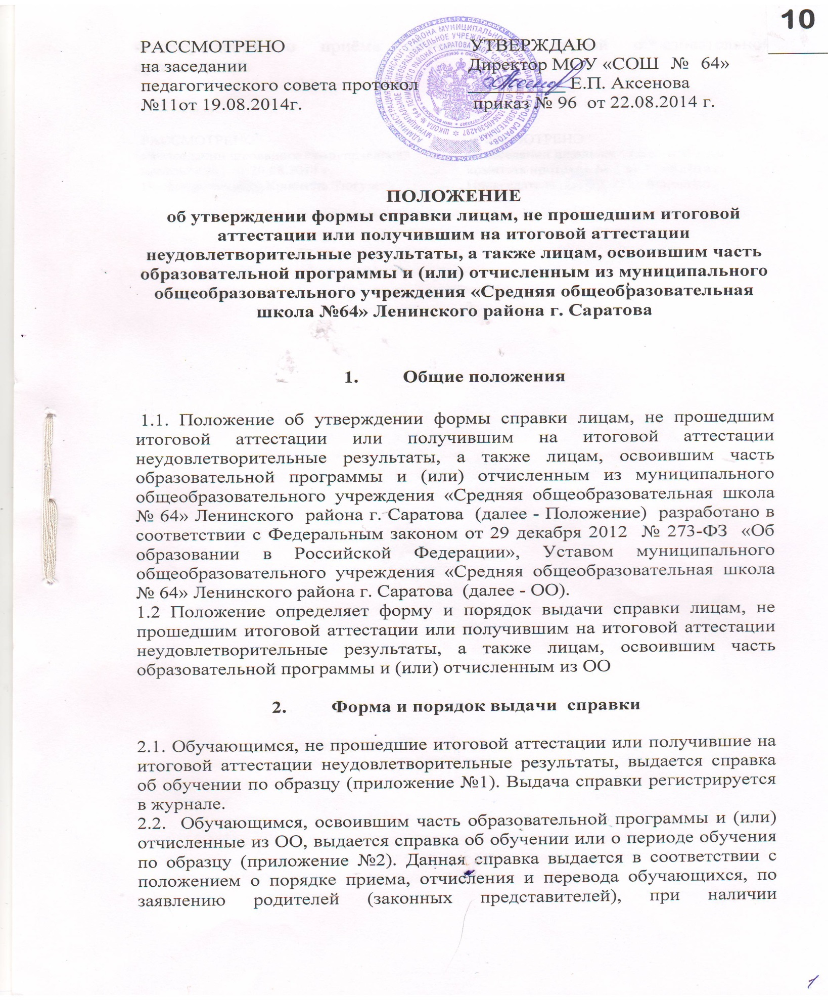 10
РАССМОТРЕНО
на заседании
педагогического совета протокол
№11от 19.08.2014г.
УТВЕРЖДАЮ
Директор МОУ «СОШ № 64»
Е.П. Аксенова
приказ № 96 от 22.08.2014 г.
ПОЛОЖЕНИЕ
об утверждении формы справки лицам, не прошедшим итоговой
аттестации или получившим на итоговой аттестации
неудовлетворительные результаты, а также лицам, освоившим часть
образовательной программы и (или) отчисленным из муниципального
общеобразовательного учреждения «Средняя общеобразовательная
школа №64» Ленинского района г. Саратова
1. Общие положения
1.1. Положение об утверждении формы справки лицам, не прошедшим
итоговой аттестации или получившим на итоговой аттестации
неудовлетворительные результаты, а также лицам, освоившим часть
образовательной программы и (или) отчисленным из муниципального
общеобразовательного учреждения «Средняя общеобразовательная школа
№ 64» Ленинского района г. Саратова (далее - Положение) разработано в
соответствии с Федеральным законом от 29 декабря 2012 № 273-ФЗ «Об
образовании в Российской Федерации», Уставом муниципального
общеобразовательного учреждения «Средняя общеобразовательная школа
№ 64» Ленинского района г. Саратова (далее - ОО).
1.2 Положение определяет форму и порядок выдачи справки лицам, не
прошедшим итоговой аттестации или получившим на итоговой аттестации
неудовлетворительные результаты, а также лицам, освоившим часть
образовательной программы и (или) отчисленным из ОО
2. Форма и порядок выдачи справки
2.1. Обучающимся, не прошедшие итоговой аттестации или получившие на
итоговой аттестации неудовлетворительные результаты, выдается справка
об обучении по образцу (приложение №1). Выдача справки регистрируется
в журнале.
2.2. Обучающимся, освоившим часть образовательной программы и (или)
отчисленные из ОО, выдается справка об обучении или о периоде обучения
по образцу (приложение №2). Данная справка выдается в соответствии с
положением о порядке приема, отчисления и перевода обучающихся, по
заявлению родителей (законных представителей), при наличии
1